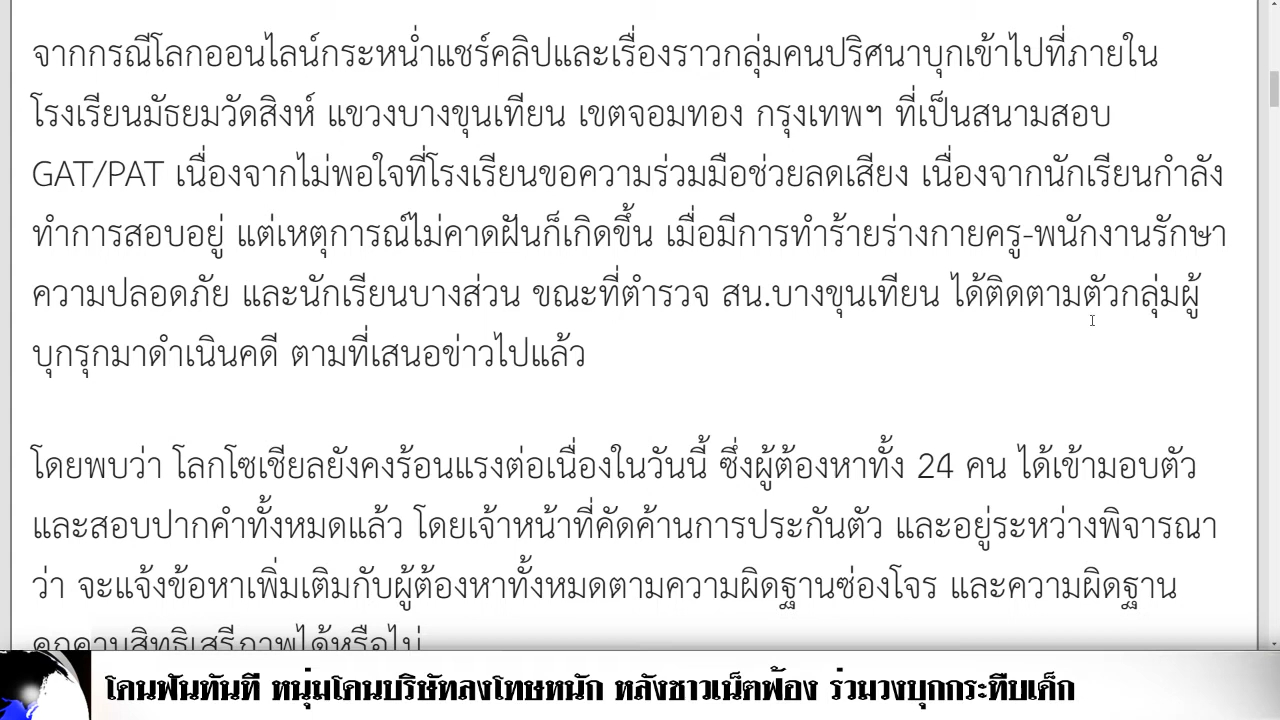 จากกรณีโลกออนไลน์กระหน่ำแชร์คลิปและเรื่องราวกลุ่มคนปริศนาบุกเข้าไปที่ภายใน
โรงเรียนมัธยมวัดสิงห์ แขวงบางขุนเทียน เขตจอมทอง กรุงเทพฯ ที่เป็นสนามสอบ
GAT/PAT เนื่องจากไม่พอใจที่โรงเรียนขอความร่วมมือช่วยลดเสียง เนื่องจากนักเรียนกำลัง
ทำการสอบอยู่ แต่เหตุการณ์ไม่คาดฝันก็เกิดขึ้น เมื่อมีการทำร้ายร่างกายครู-พนักงานรักษา
ความปลอดภัย และนักเรียนบางส่วน ขณะที่ตำรวจ สน.บางขุนเทียน ได้ติดตามตัวกลุ่มผู้
บุกรุกมาดำเนินคดี ตามที่เสนอข่าวไปแล้ว
โดยพบว่า โลกโซเชียลยังคงร้อนแรงต่อเนื่องในวันนี้ ซึ่งผู้ต้องหาทั้ง 24 คน ได้เข้ามอบตัว
และสอบปากคำทั้งหมดแล้ว โดยเจ้าหน้าที่คัดค้านการประกันตัว และอยู่ระหว่างพิจารณา
ว่า จะแจ้งข้อหาเพิ่มเติมกับผู้ต้องหาทั้งหมดตามความผิดฐานซ่องโจร และความผิดฐาน
คุกคามสิทธิเสรีภาพได้หรือไม่
โดนฟันทันที หนุ่มโดนบริษัทลงโทษหนัก หลังชาวเน็ตฟ้อง ร่วมวงบุกกระทืบเด็ก